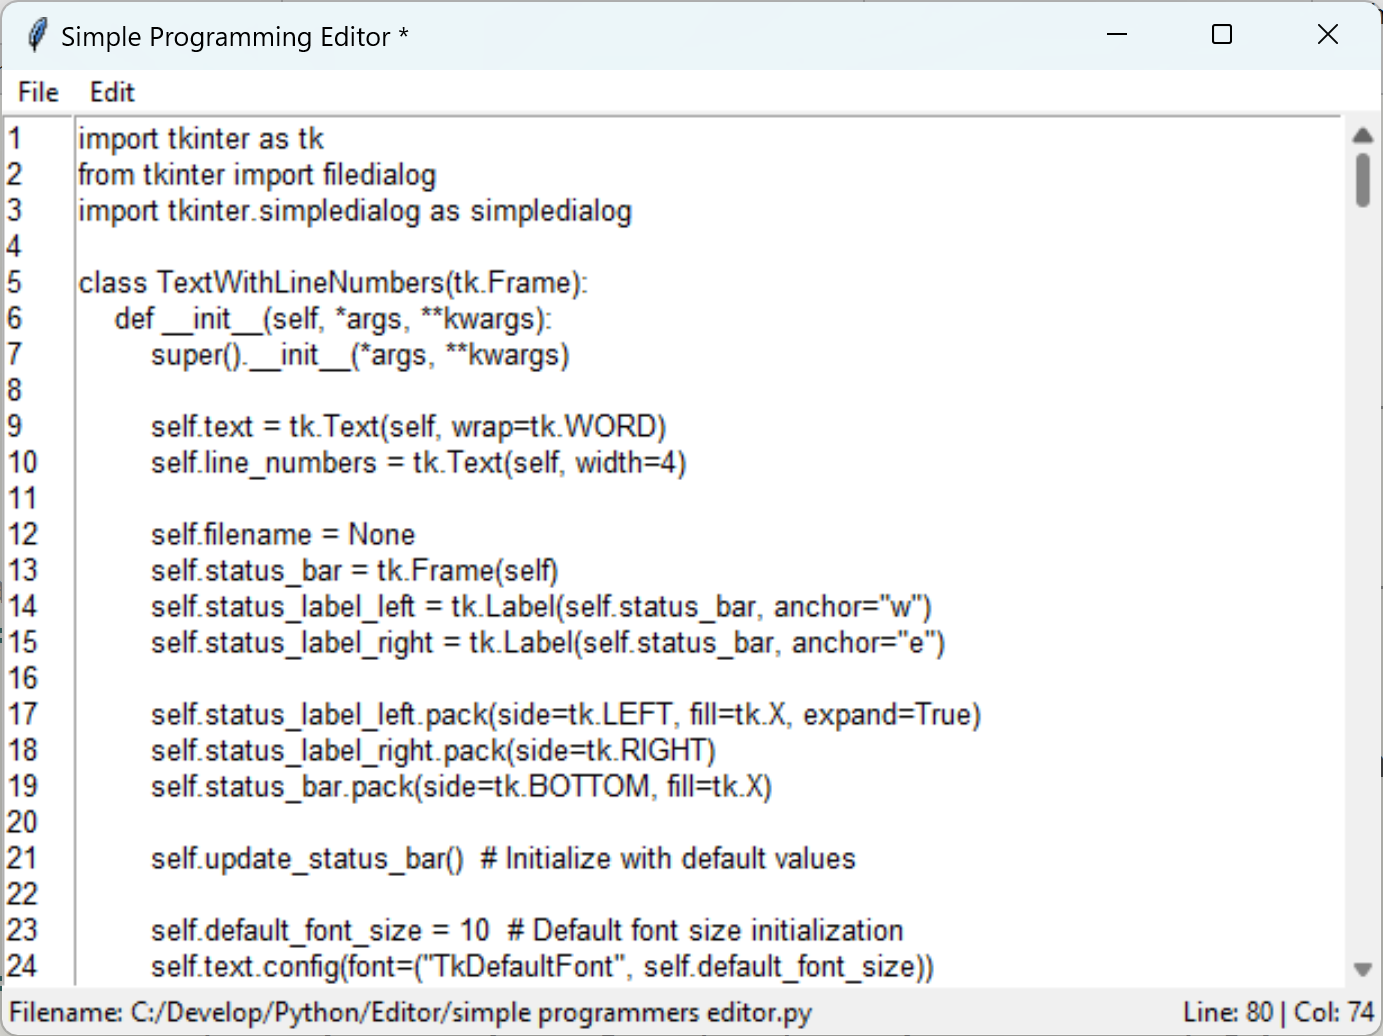 Simple Programming Editor *
File Edit
1 import tkinter as tk
2 from tkinter import filedialog
3 import tkinter.simpledialog as simpledialog
4
5 class TextWithLineNumbers(tk.Frame):
6     def __init__(self, *args, **kwargs):
7         super().__init__(*args, **kwargs)
8
9         self.text = tk.Text(self, wrap=tk.WORD)
10         self.line_numbers = tk.Text(self, width=4)
11
12         self.filename = None
13         self.status_bar = tk.Frame(self)
14         self.status_label_left = tk.Label(self.status_bar, anchor="w")
15         self.status_label_right = tk.Label(self.status_bar, anchor="e")
16
17         self.status_label_left.pack(side=tk.LEFT, fill=tk.X, expand=True)
18         self.status_label_right.pack(side=tk.RIGHT)
19         self.status_bar.pack(side=tk.BOTTOM, fill=tk.X)
20
21         self.update_status_bar()  # Initialize with default values
22
23         self.default_font_size = 10  # Default font size initialization
24         self.text.config(font=("TkDefaultFont", self.default_font_size))
Filename: C:/Develop/Python/Editor/simple programmers editor.py Line: 80 | Col: 74